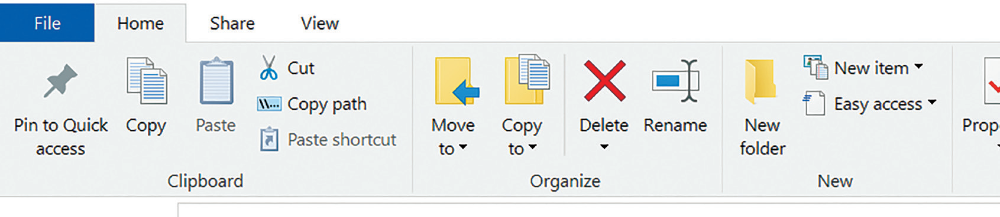 File Home Share View
Pin to Quick access
Copy
Paste
Cut
Copy path
Paste shortcut
Clipboard
Move to
Copy to
Delete
Rename
Organize
New folder
New item
Easy access
New